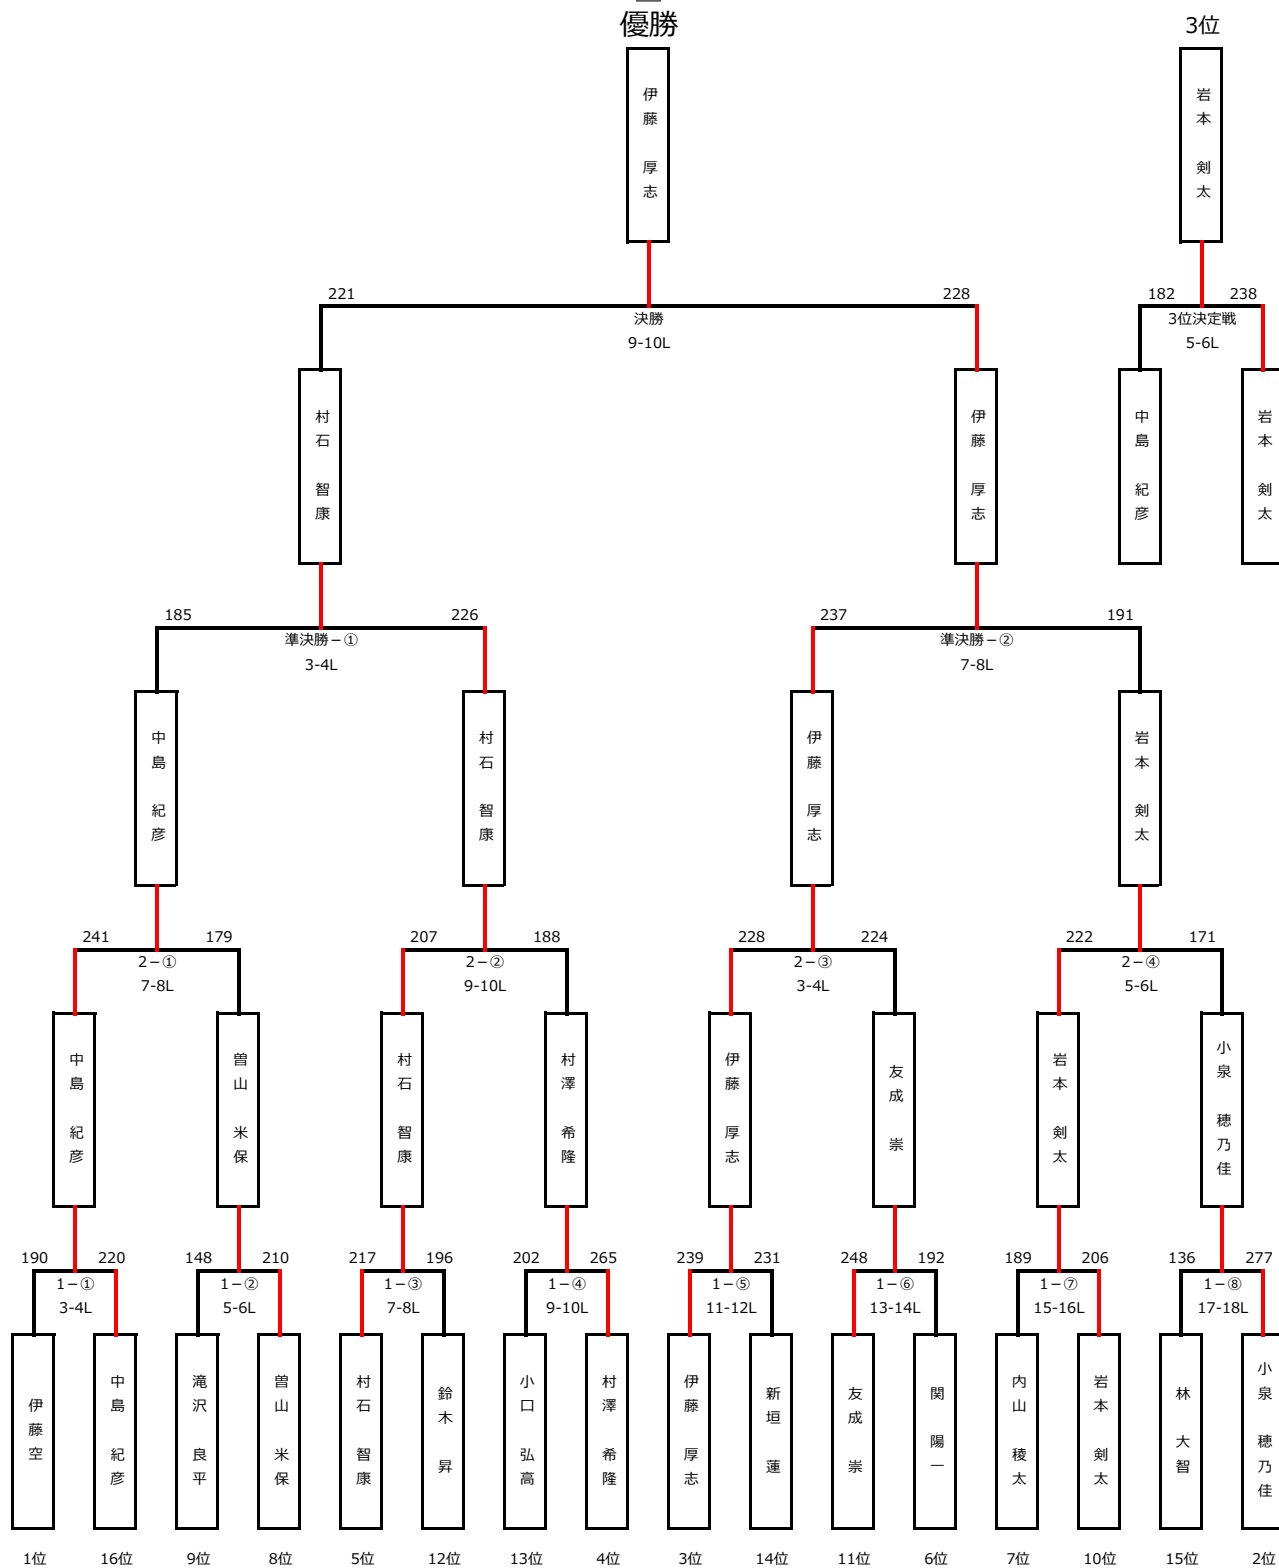 優勝 3位
伊藤 厚志 岩本 剣太
221 228 182 238
決勝 3位決定戦
9-10L 5-6L
村石 智康 伊藤 厚志 中島 紀彦 岩本 剣太
185 226 237 191
準決勝－① 準決勝－②
3-4L 7-8L
中島 紀彦 村石 智康 伊藤 厚志 岩本 剣太
241 179 207 188 228 224 222 171
2－① 2－② 2－③ 2－④
7-8L 9-10L 3-4L 5-6L
中島 紀彦 曽山 米保 村石 智康 村澤 希隆 伊藤 厚志 友成 崇 岩本 剣太 小泉 穂乃佳
190 220 148 210 217 196 202 265 239 231 248 192 189 206 136 277
1－① 1－② 1－③ 1－④ 1－⑤ 1－⑥ 1－⑦ 1－⑧
3-4L 5-6L 7-8L 9-10L 11-12L 13-14L 15-16L 17-18L
伊藤空 中島 紀彦 滝沢 良平 曽山 米保 村石 智康 鈴木 昇 小口 弘高 村澤 希隆 伊藤 厚志 新垣 蓮 友成 崇 関 陽一 内山 稜太 岩本 剣太 林 大智 小泉 穂乃佳
1位 16位 9位 8位 5位 12位 13位 4位 3位 14位 11位 6位 7位 10位 15位 2位